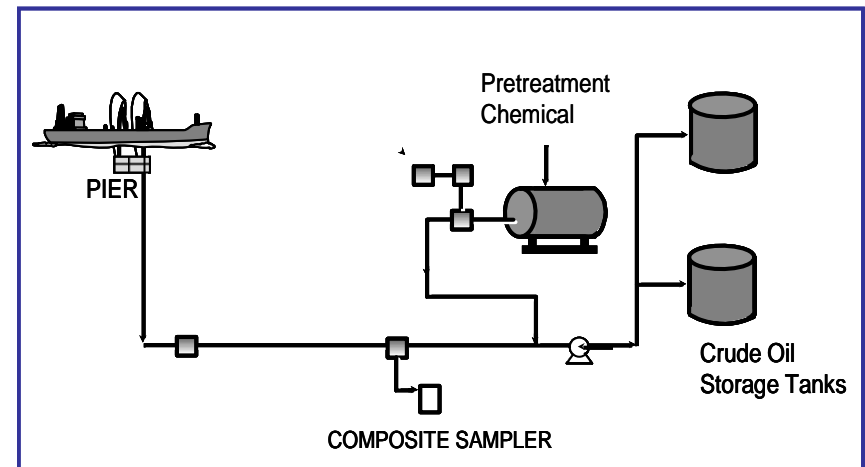 Pretreatment
Chemical
PIER
Crude Oil
Storage Tanks
COMPOSITE SAMPLER